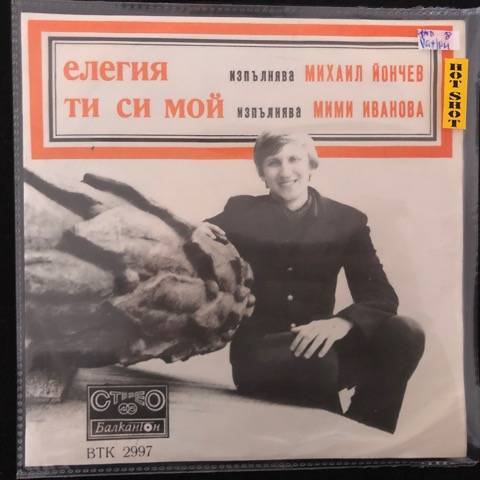 елегия изпълнява МИХАИЛ ЙОНЧЕВ
ти си мой изпълнява МИМИ ИВАНОВА
HOT SHOT
СТЕРЕО
Балкантон
ВТК 2997